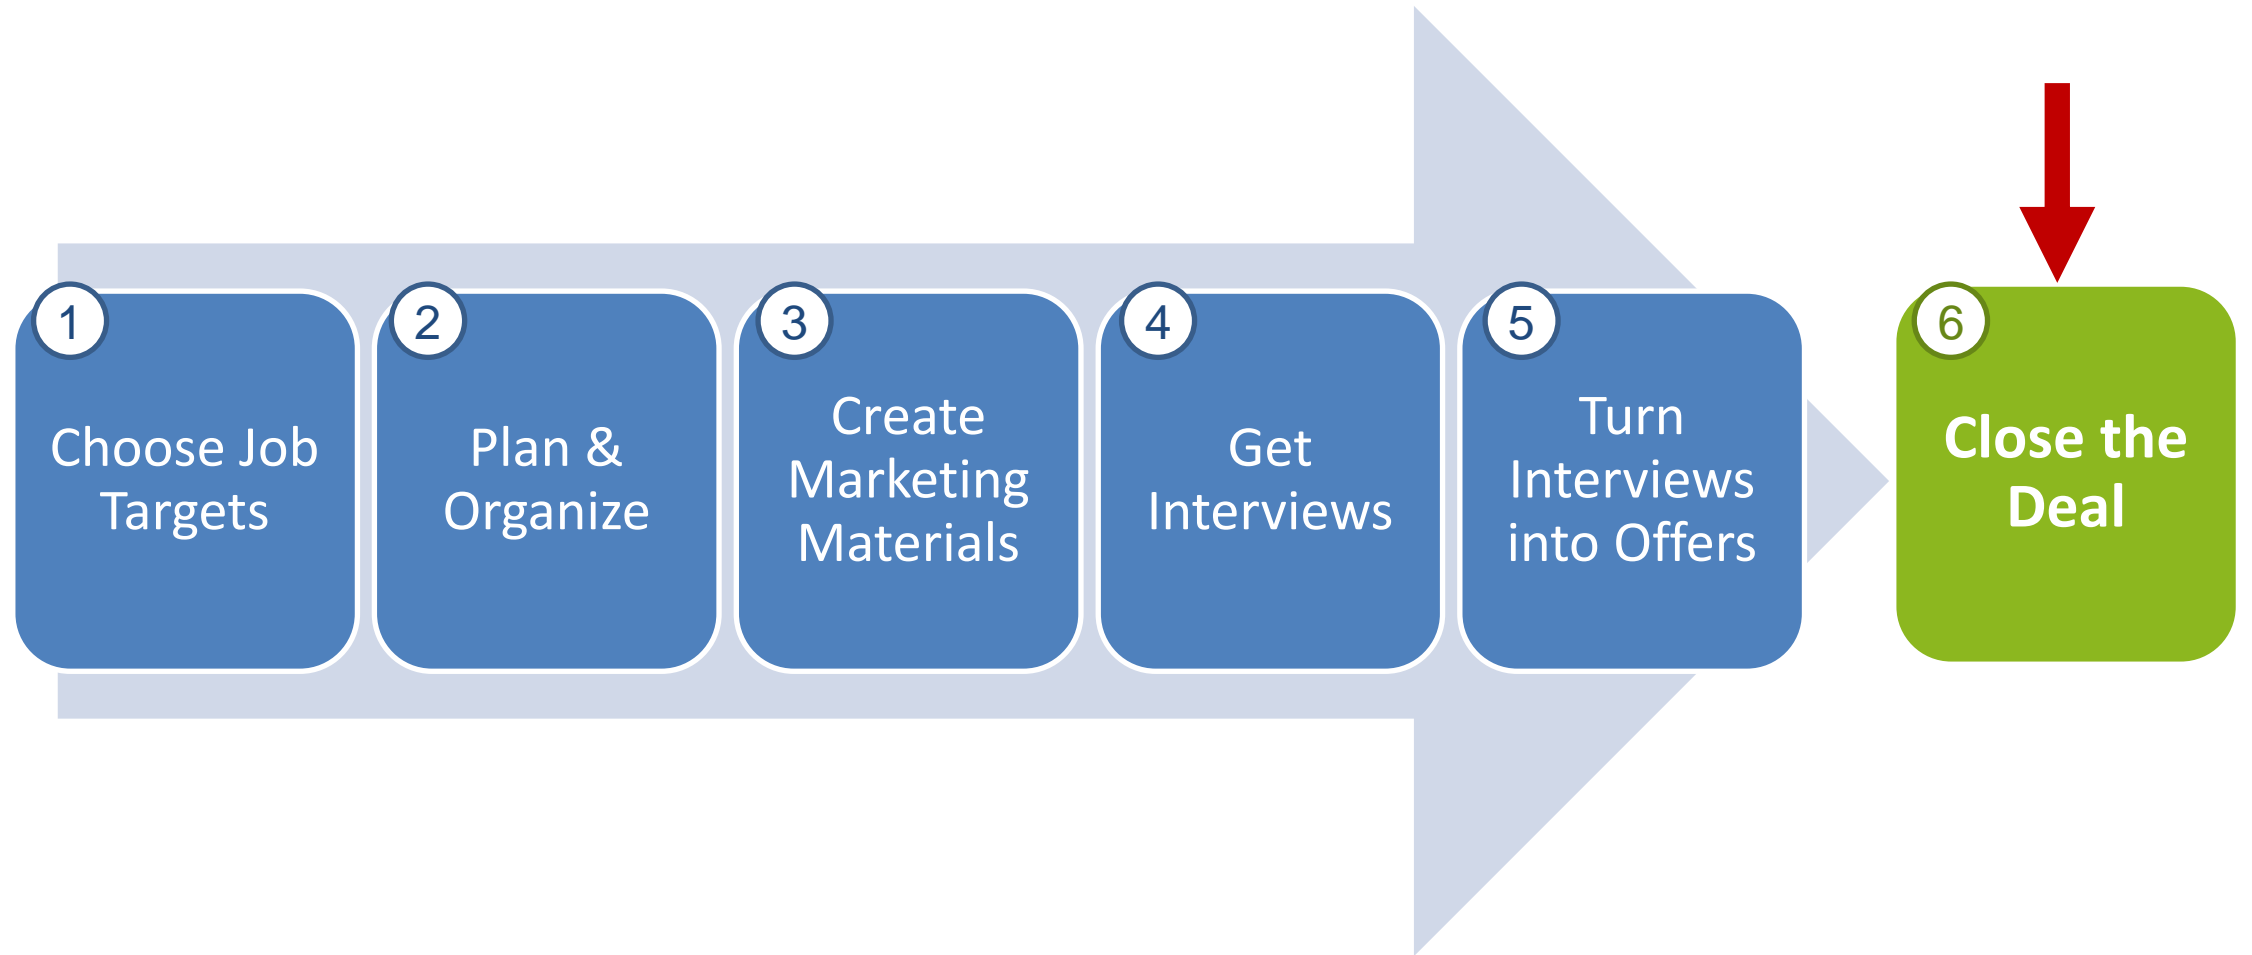 1
Choose Job
Targets
2
Plan &
Organize
3
Create
Marketing
Materials
4
Get
Interviews
5
Turn
Interviews
into Offers
6
Close the
Deal